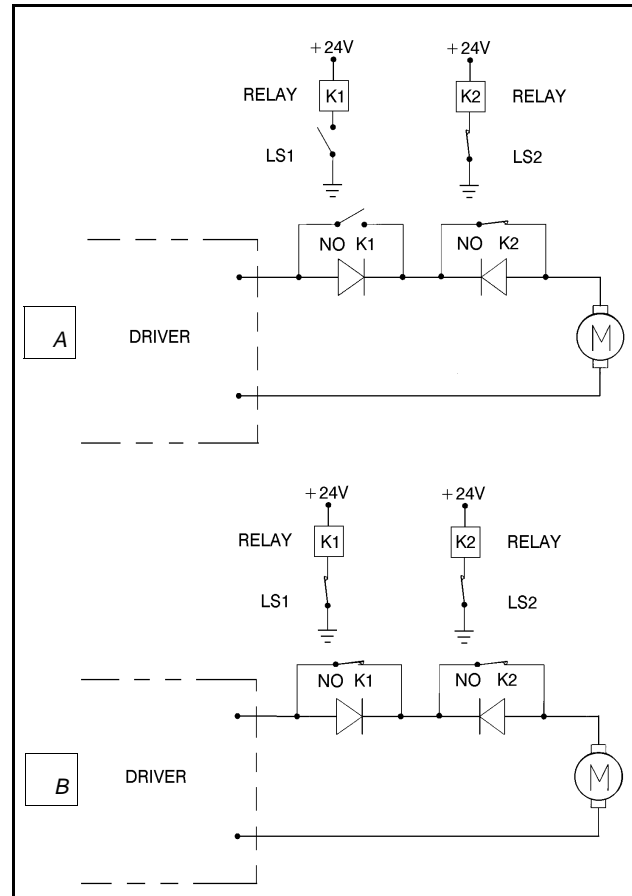 +24V +24V
RELAY K1 K2 RELAY
LS1 LS2
NO K1 NO K2
A DRIVER M
+24V +24V
RELAY K1 K2 RELAY
LS1 LS2
NO K1 NO K2
B DRIVER M